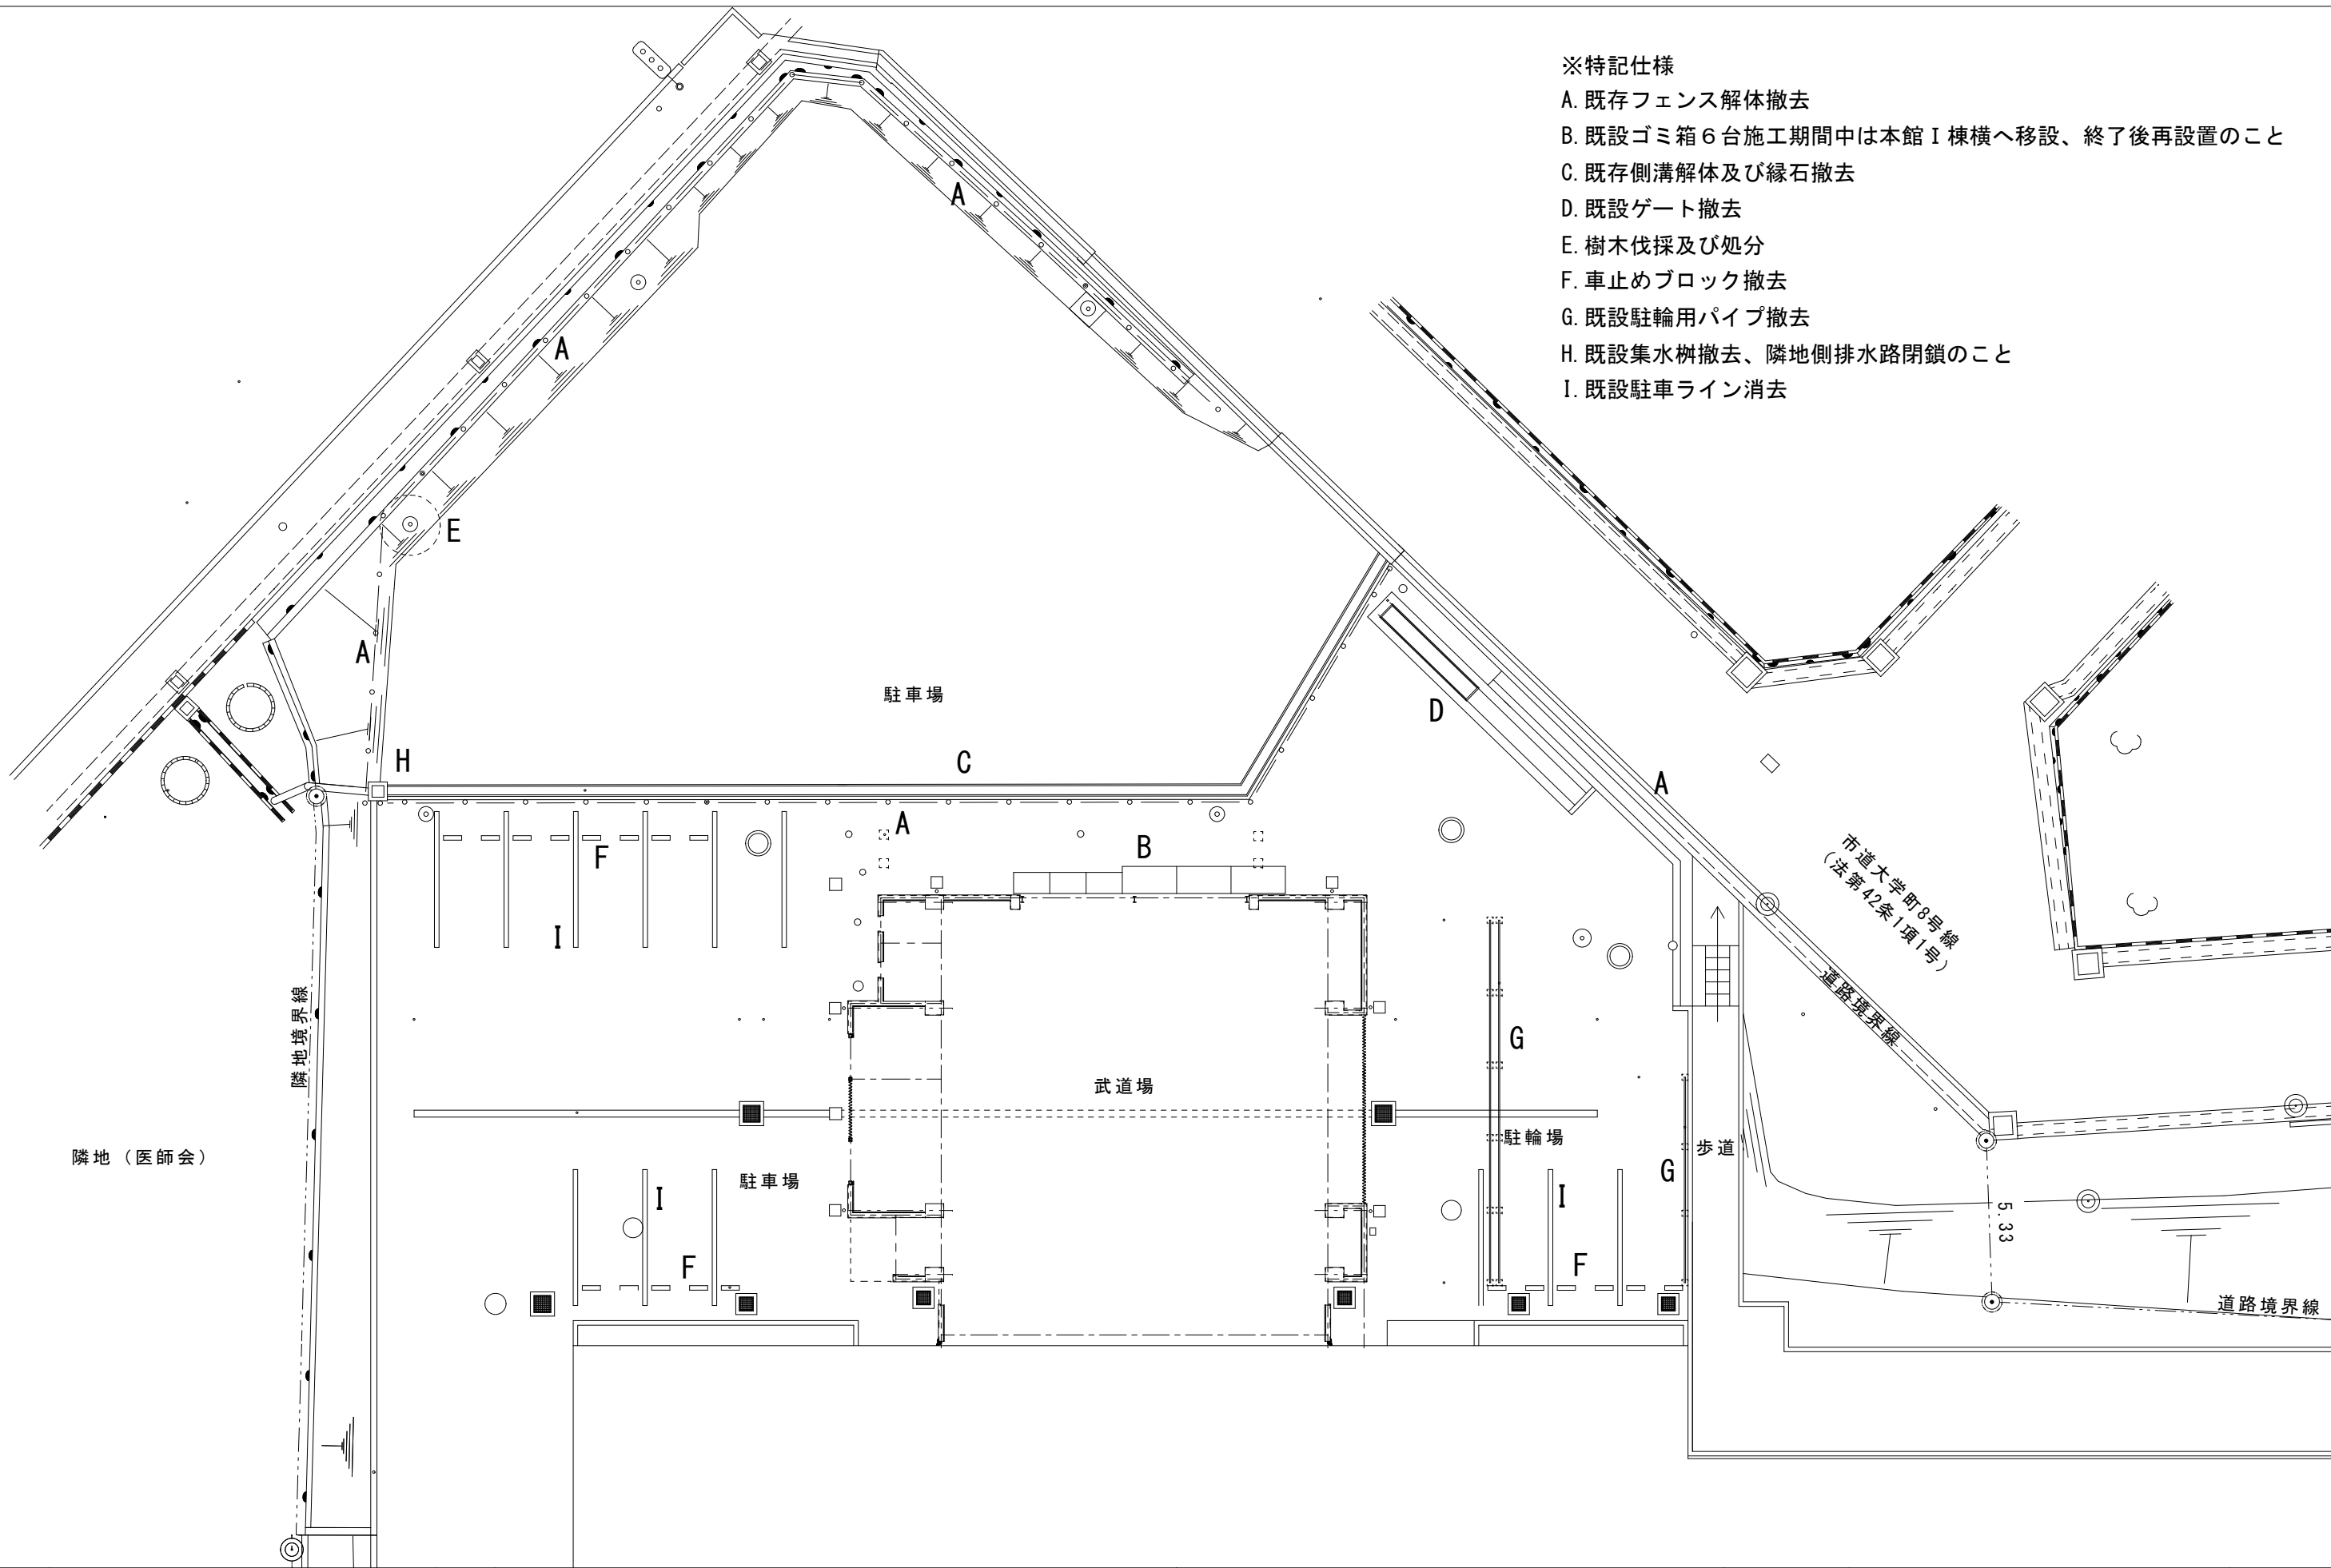 ※特記仕様
A.既存フェンス解体撤去
B.既設ゴミ箱６台施工期間中は本館Ⅰ棟横へ移設、終了後再設置のこと
C.既存側溝解体及び縁石撤去
D.既設ゲート撤去
E.樹木伐採及び処分
F.車止めブロック撤去
G.既設駐輪用パイプ撤去
H.既設集水桝撤去、隣地側排水路閉鎖のこと
I.既設駐車ライン消去
A
A
E
A
駐車場
D
H
C
A
A
B
F
市道大学町8号線
（法第42条1項1号）
I
道路境界線
隣地境界線
G
武道場
駐輪場
歩道
隣地（医師会）
駐車場
G
I
I
5.33
F
F
道路境界線